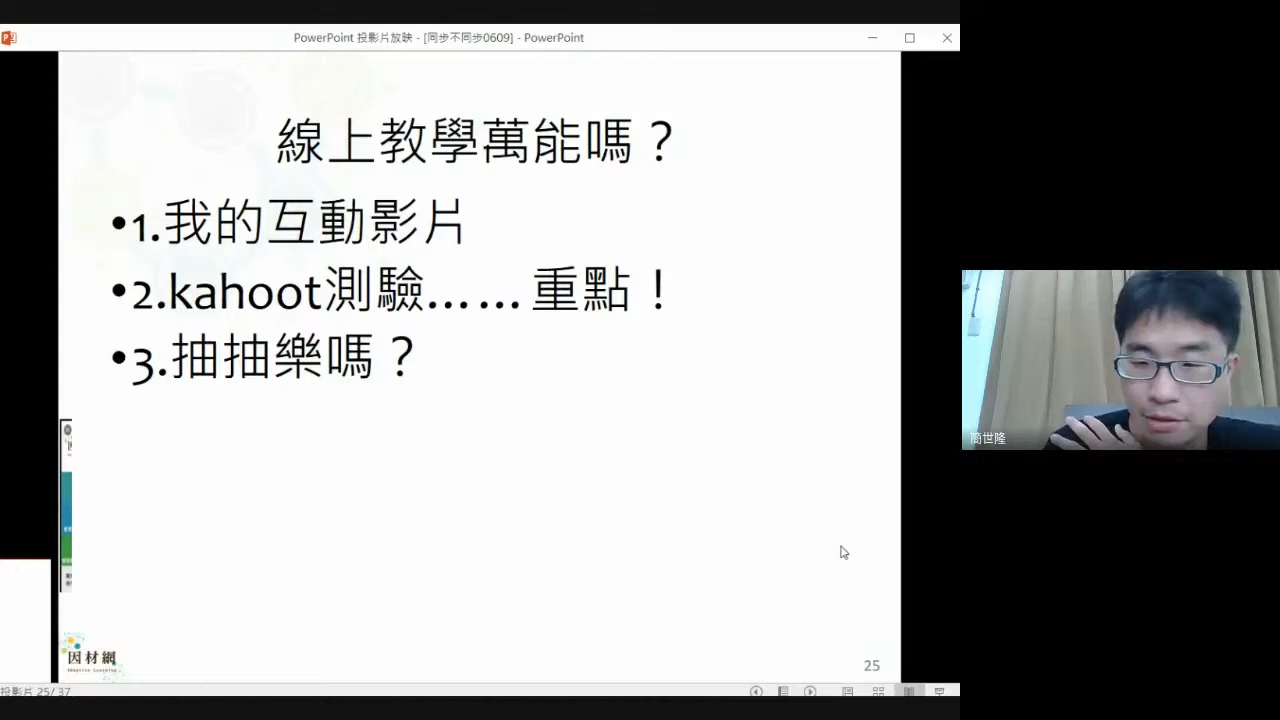 PowerPoint 投影片放映 - [同步不同步0609] - PowerPoint
線上教學萬能嗎？
•1.我的互動影片
•2.kahoot測驗……重點！
•3.抽抽樂嗎？
簡世隆
因材網
Adaptive Learning
25
投影片 25/ 37